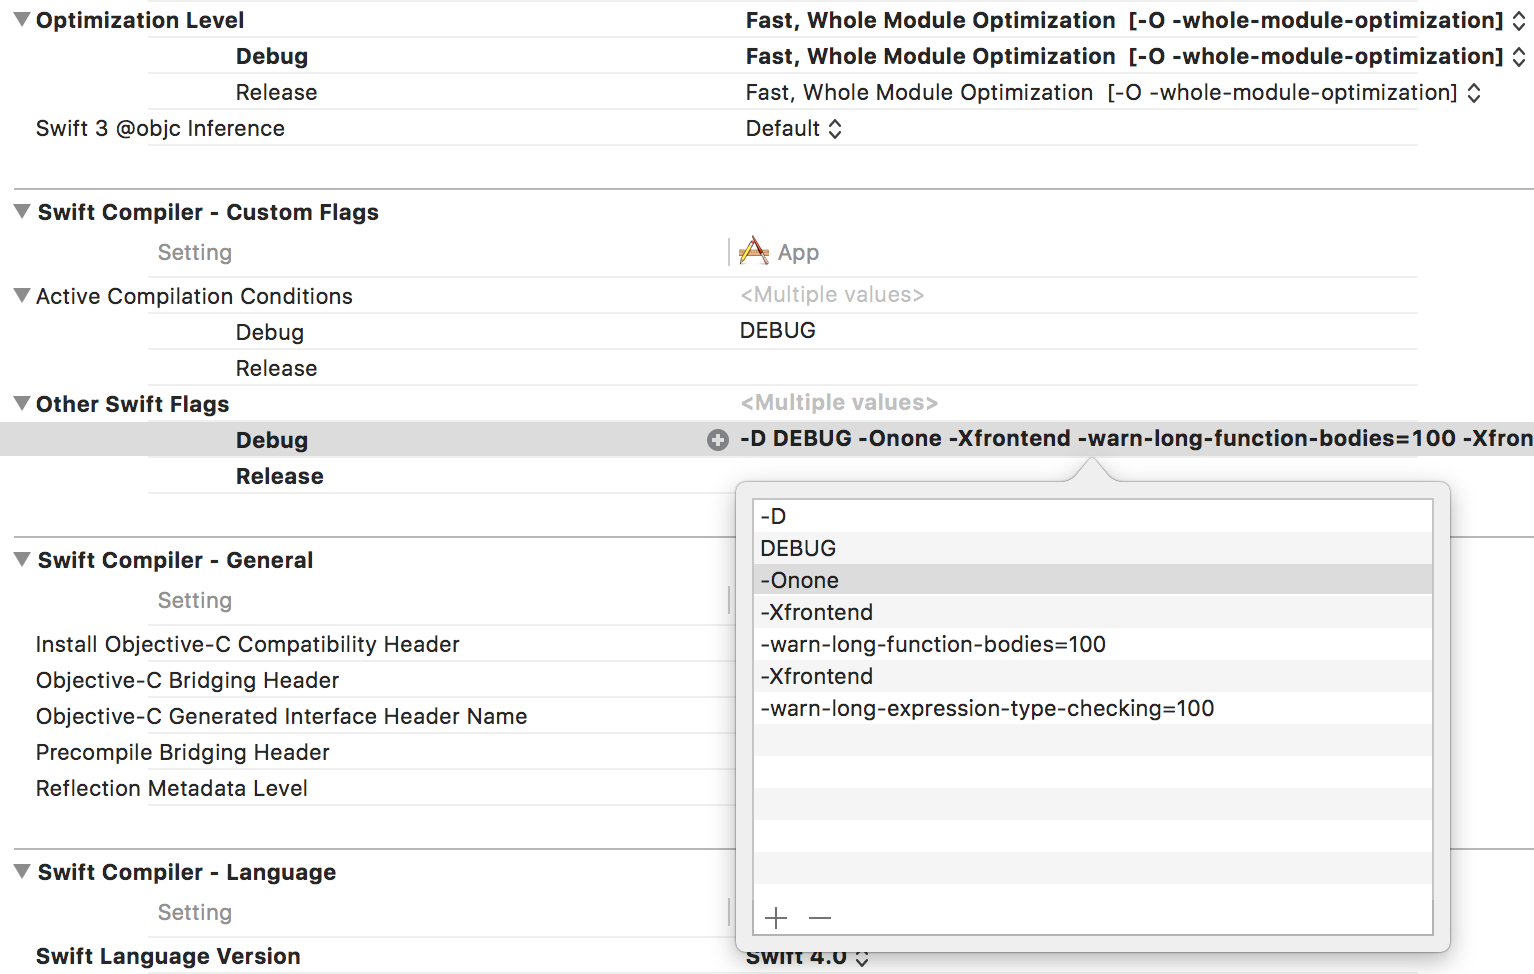 Optimization Level Fast, Whole Module Optimization [-O -whole-module-optimization]
Debug Fast, Whole Module Optimization [-O -whole-module-optimization]
Release Fast, Whole Module Optimization [-O -whole-module-optimization]
Swift 3 @objc Inference Default
Swift Compiler - Custom Flags
Setting App
Active Compilation Conditions <Multiple values>
Debug DEBUG
Release
Other Swift Flags <Multiple values>
Debug -D DEBUG -Onone -Xfrontend -warn-long-function-bodies=100 -Xfron
Release
-D
DEBUG
-Onone
-Xfrontend
-warn-long-function-bodies=100
-Xfrontend
-warn-long-expression-type-checking=100
Swift Compiler - General
Setting
Install Objective-C Compatibility Header
Objective-C Bridging Header
Objective-C Generated Interface Header Name
Precompile Bridging Header
Reflection Metadata Level
Swift Compiler - Language
Setting
Swift Language Version Swift 4.0